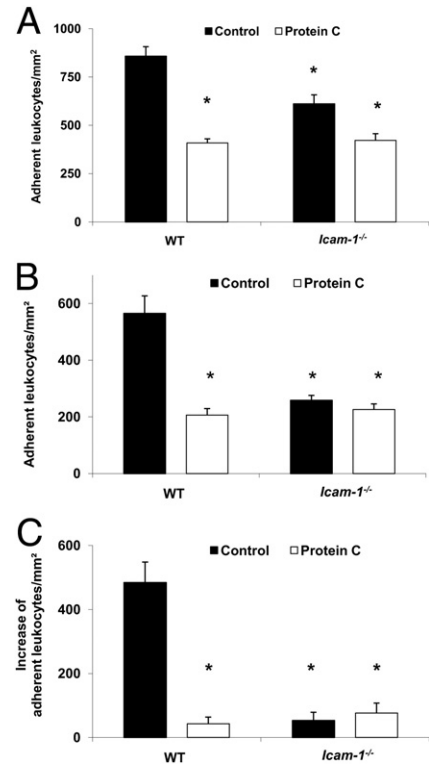 A
1000
750
500
250
0
Adherent leukocytes/mm²
Control Protein C
*
*
*
WT Icam-1-/-
B
600
400
200
0
Adherent leukocytes/mm²
Control Protein C
*
*
*
WT Icam-1-/-
C
600
400
200
0
Increase of
adherent leukocytes/mm²
Control Protein C
*
*
*
WT Icam-1-/-